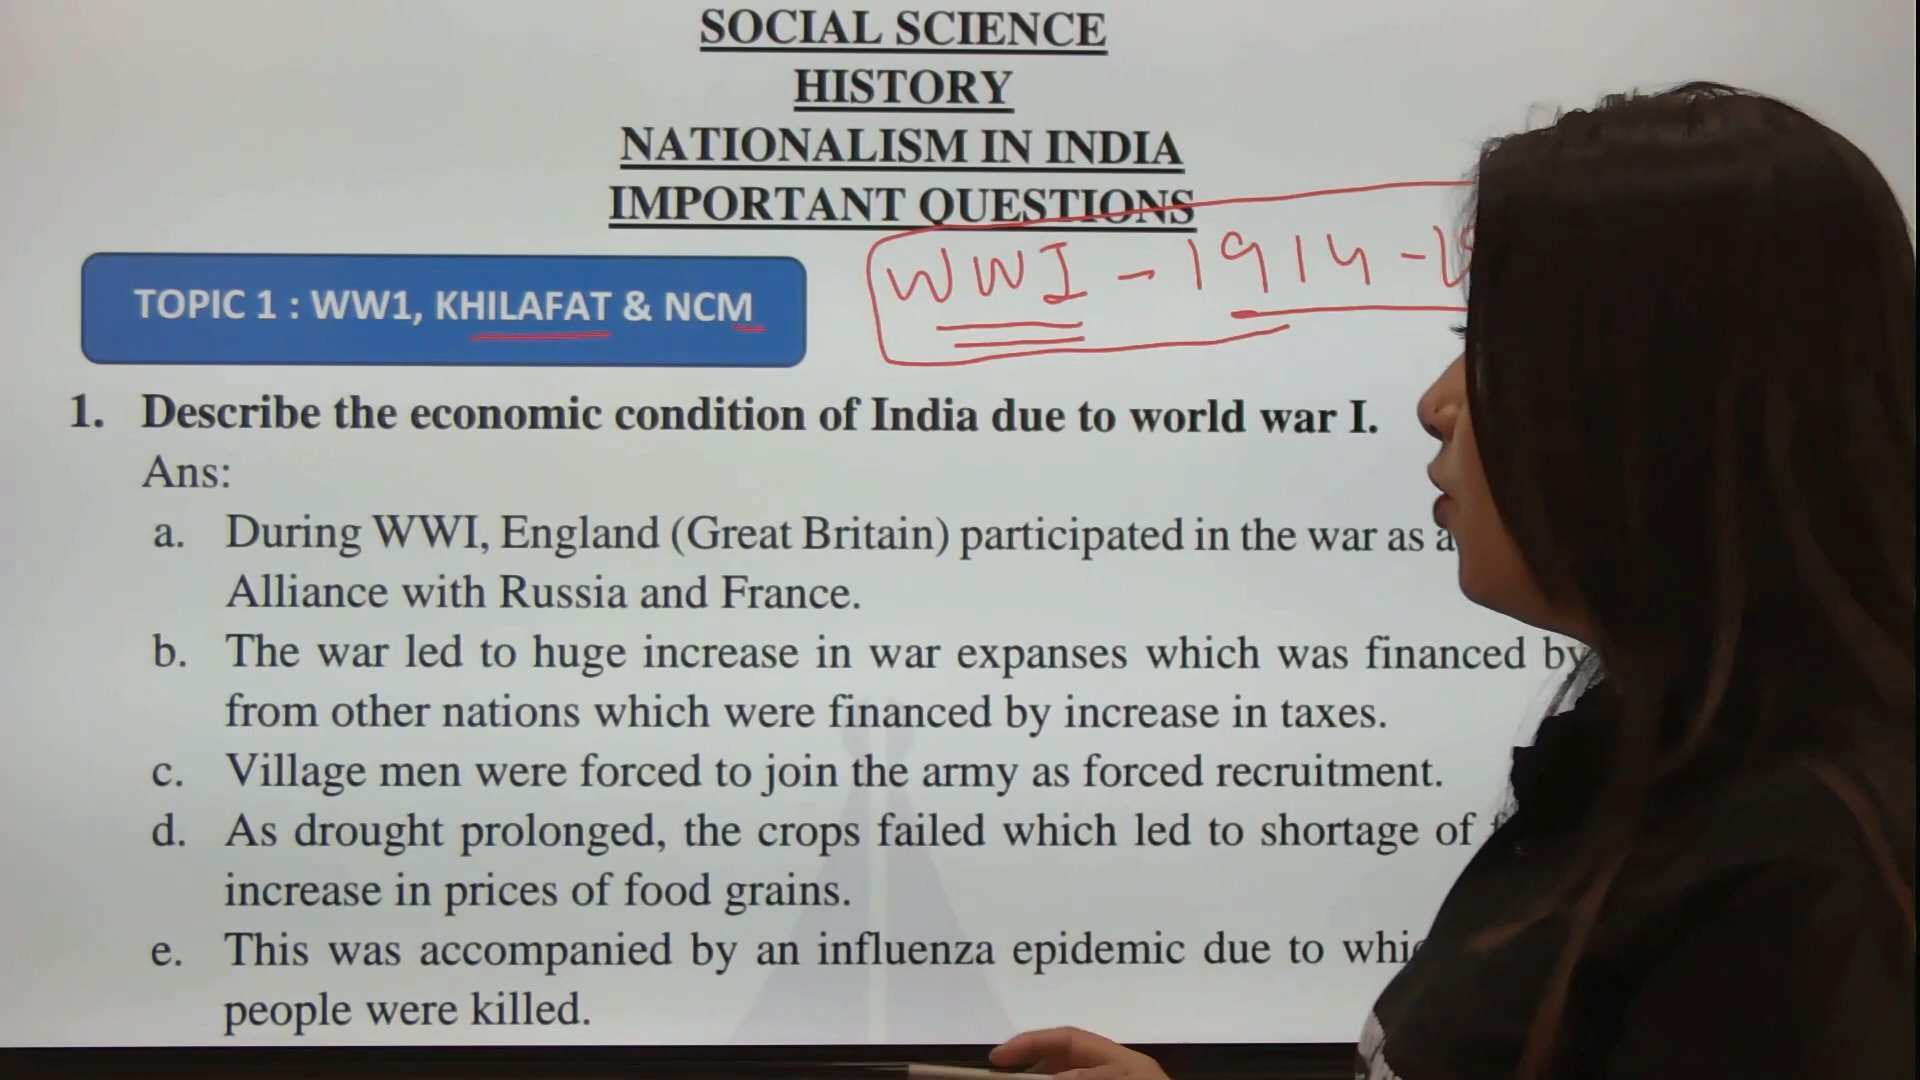 SOCIAL SCIENCE
HISTORY
NATIONALISM IN INDIA
IMPORTANT QUESTIONS
WWI - 1914 -
TOPIC 1 : WW1, KHILAFAT & NCM
1. Describe the economic condition of India due to world war I.
Ans:
a. During WWI, England (Great Britain) participated in the war as
Alliance with Russia and France.
b. The war led to huge increase in war expanses which was financed by
from other nations which were financed by increase in taxes.
c. Village men were forced to join the army as forced recruitment.
d. As drought prolonged, the crops failed which led to shortage of
increase in prices of food grains.
e. This was accompanied by an influenza epidemic due to
people were killed.